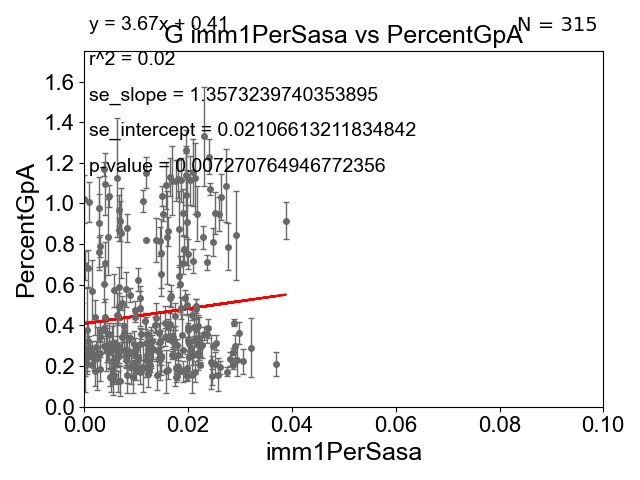 y = 3.67x + 0.41
N = 315
G imm1PerSasa vs PercentGpA
r^2 = 0.02
se_slope = 1.3573239740353895
se_intercept = 0.02106613211834842
p-value = 0.007270764946772356
PercentGpA
1.6
1.4
1.2
1.0
0.8
0.6
0.4
0.2
0.0
0.00 0.02 0.04 0.06 0.08 0.10
imm1PerSasa